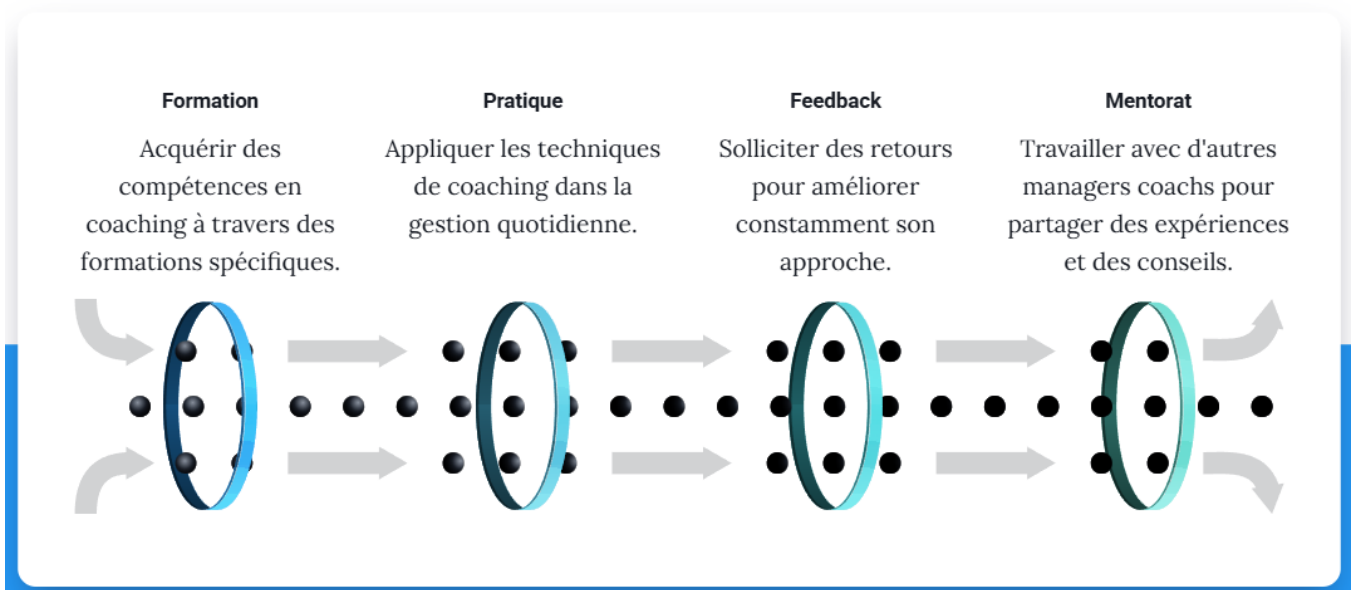 Formation
Acquérir des
compétences en
coaching à travers des
formations spécifiques.
Pratique
Appliquer les techniques
de coaching dans la
gestion quotidienne.
Feedback
Solliciter des retours
pour améliorer
constamment son
approche.
Mentorat
Travailler avec d'autres
managers coachs pour
partager des expériences
et des conseils.